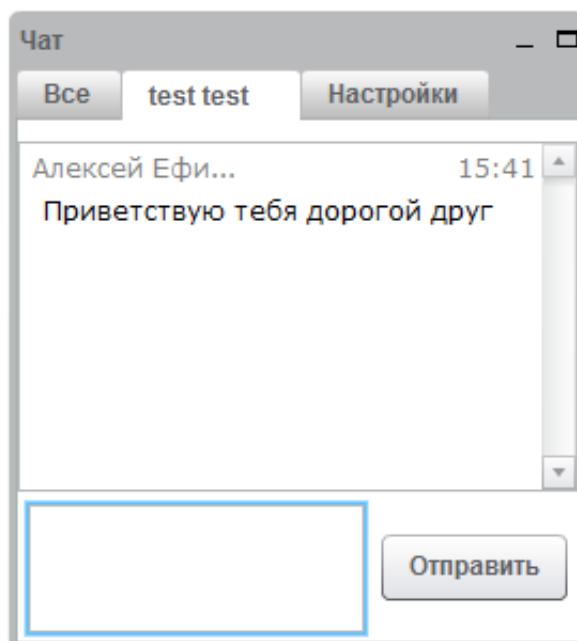 Чат
Все test test Настройки
Алексей Ефи... 15:41
Приветствую тебя дорогой друг
Отправить